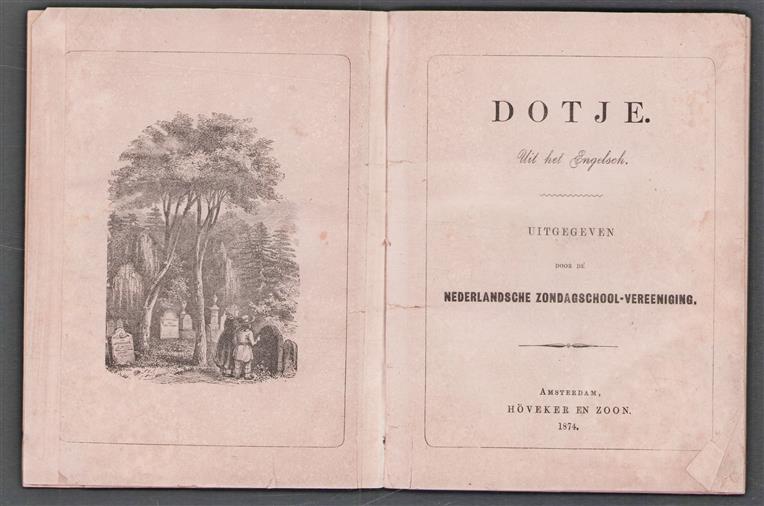 DOTJE.
Uit het Engelsch.
UITGEGEVEN
DOOR DE
NEDERLANDSCHE ZONDAGSCHOOL-VEREENIGING.
AMSTERDAM,
HÖVEKER EN ZOON.
1874.